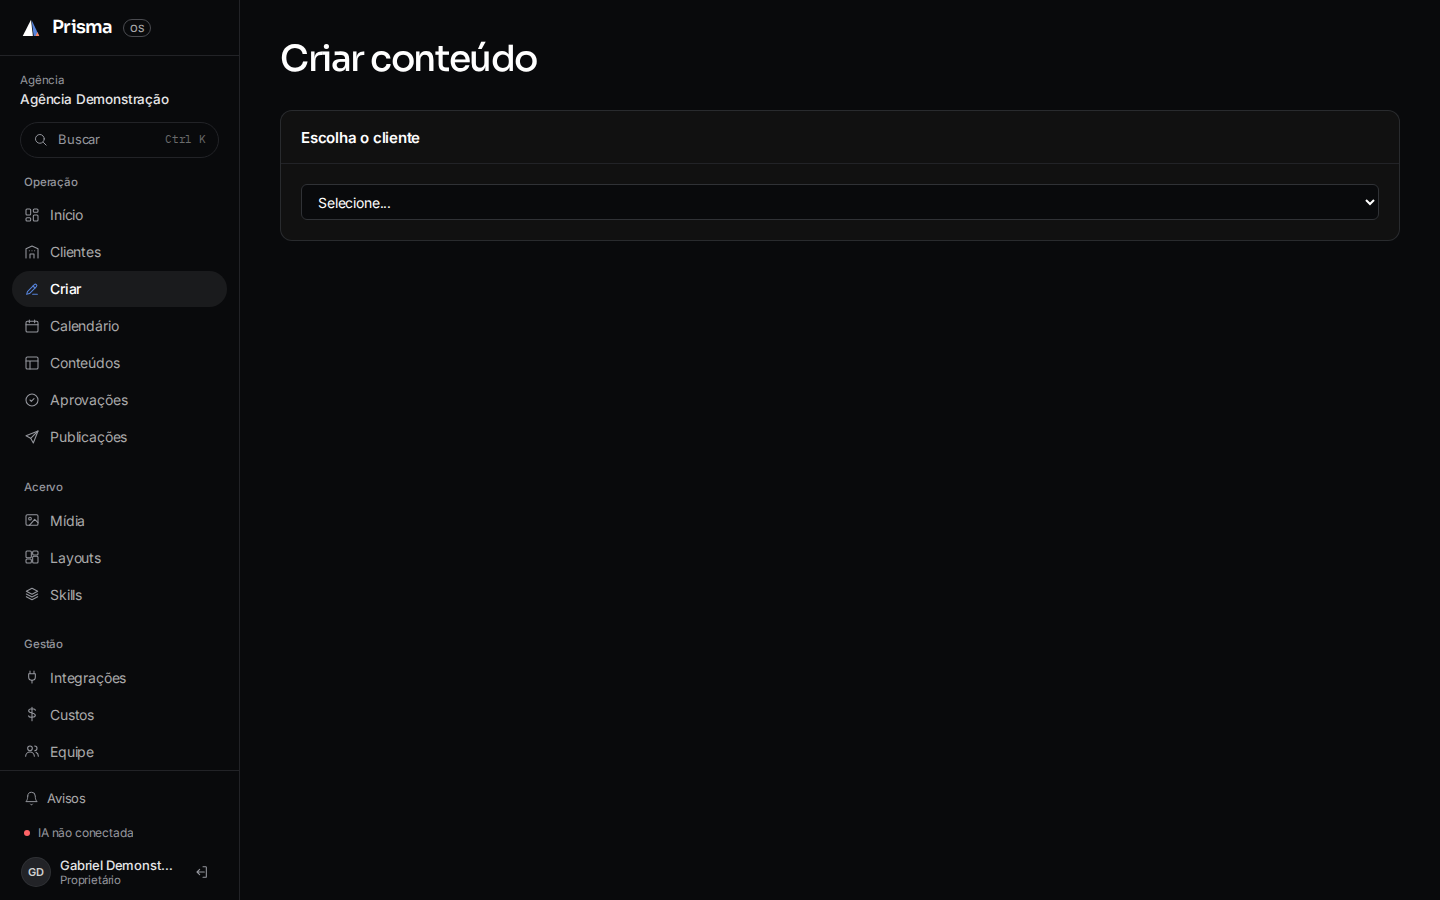 Prisma OS
Agência
Agência Demonstração
Buscar Ctrl K
Operação
Início
Clientes
Criar
Calendário
Conteúdos
Aprovações
Publicações
Acervo
Mídia
Layouts
Skills
Gestão
Integrações
Custos
Equipe
Avisos
IA não conectada
GD
Gabriel Demonst...
Proprietário
Criar conteúdo
Escolha o cliente
Selecione...